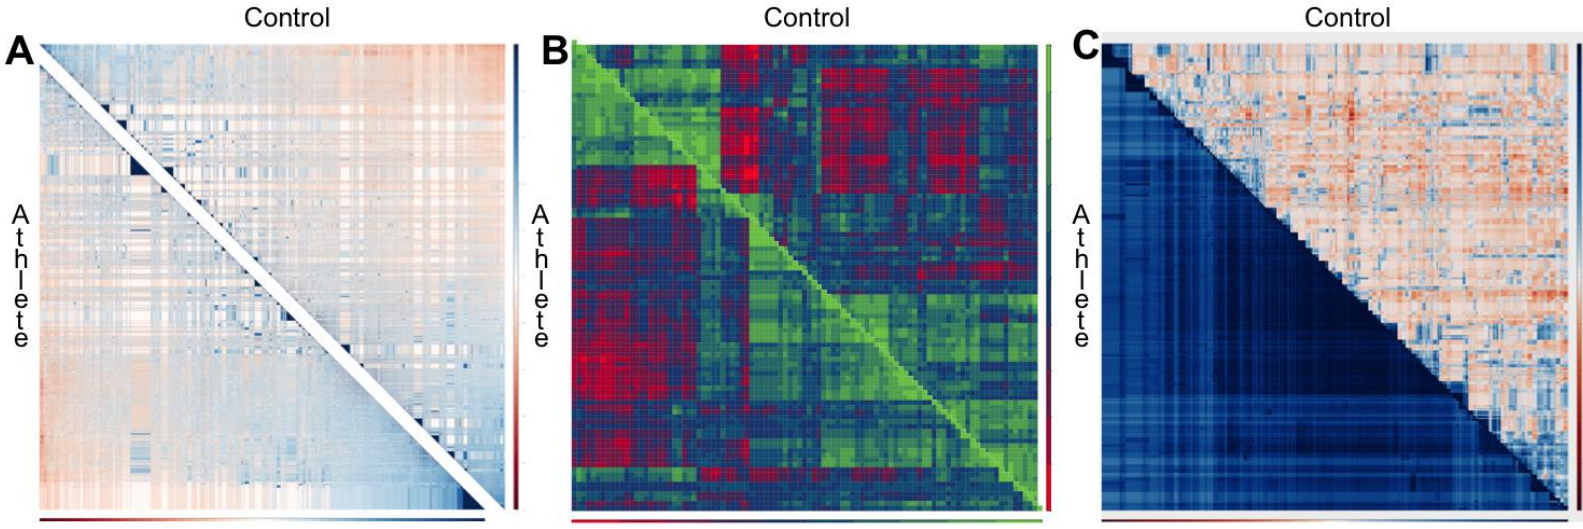 Control
Control
Control
A
B
C
Athlete
Athlete
Athlete